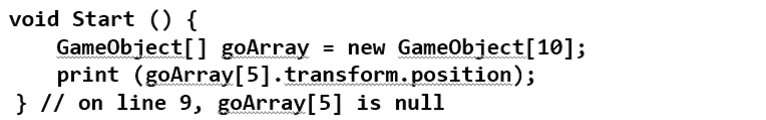 void Start () {
GameObject[] goArray = new GameObject[10];
print (goArray[5].transform.position);
} // on line 9, goArray[5] is null